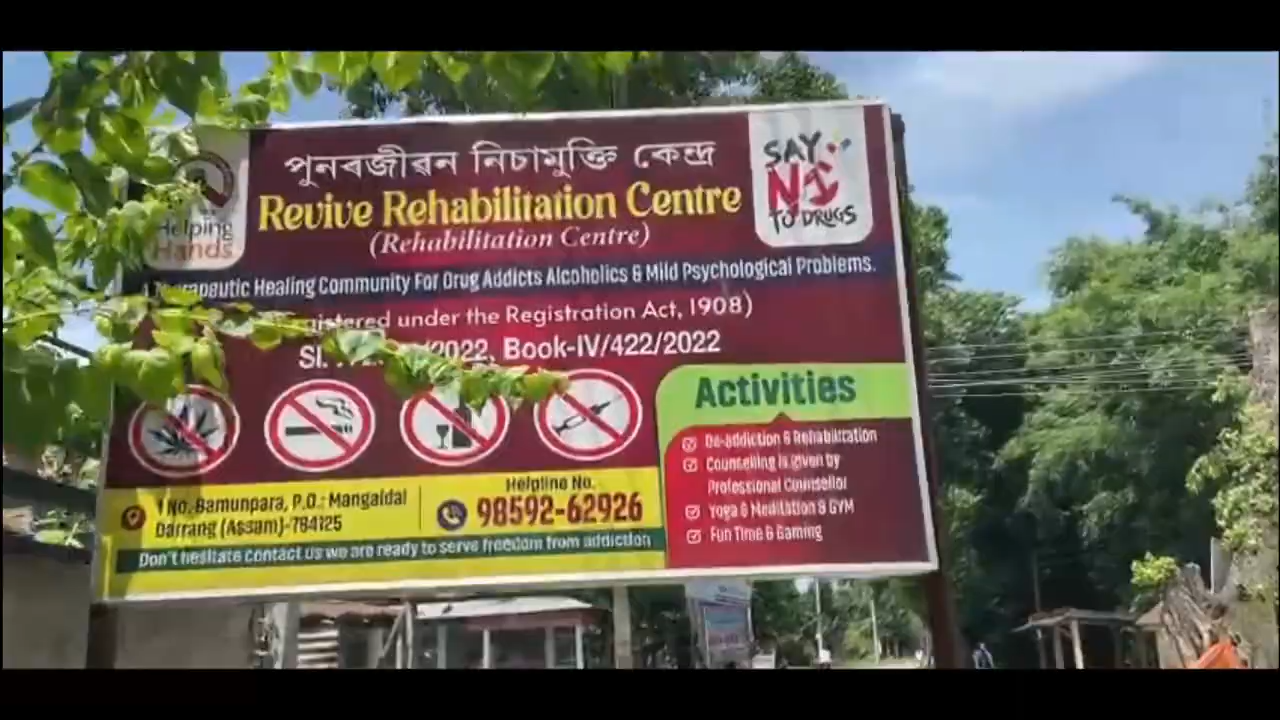 পুনৰজীৱন নিচামুক্তি কেন্দ্ৰ
Revive Rehabilitation Centre
(Rehabilitation Centre)
Helping
Hands
SAY
NO
TO DRUGS
Healing Community For Drug Addicts Alcoholics & Mild Psychological Problems.
under the Registration Act, 1908)
Book-IV/422/2022
Activities
De-addiction & Rehabilitation
Counselling is given by
Professional Counsellor
Yoga & Meditation & GYM
Fun Time & Gaming
1 No. Bamunpara, P.O.: Mangaldai
Darrang (Assam)-784125
Helpline No.
98592-62926
Don't hesitate contact us we are ready to serve freedom from addiction